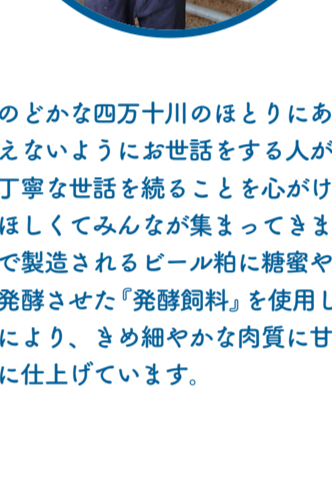 のどかな四万十川のほとりにあ
えないようにお世話をする人が
丁寧な世話を続ることを心がけ
ほしくてみんなが集まってきま
で製造されるビール粕に糖蜜や
発酵させた『発酵飼料』を使用し
により、きめ細やかな肉質に甘
に仕上げています。